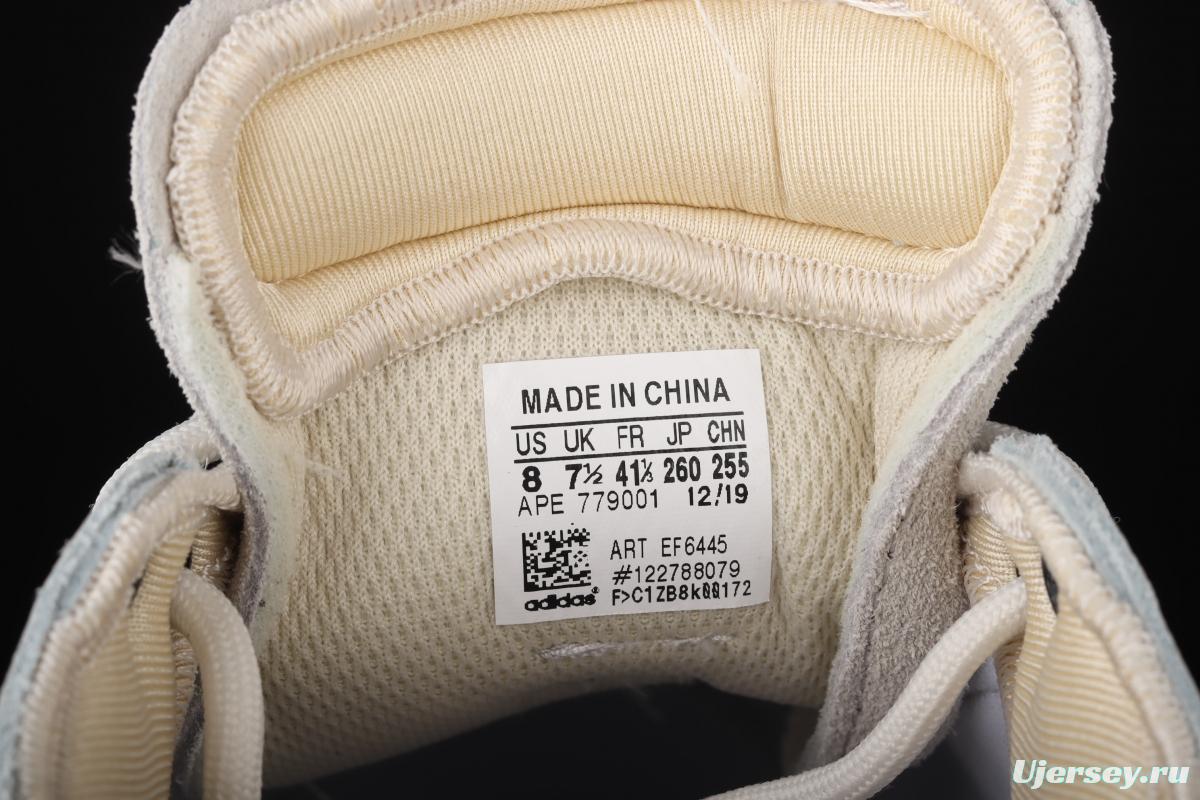 MADE IN CHINA
US UK FR JP CHN
8 7½ 41⅓ 260 255
APE 779001 12/19
ART EF6445
#122788079
adidas®
F>C1ZB8k00172
Ujersey.ru